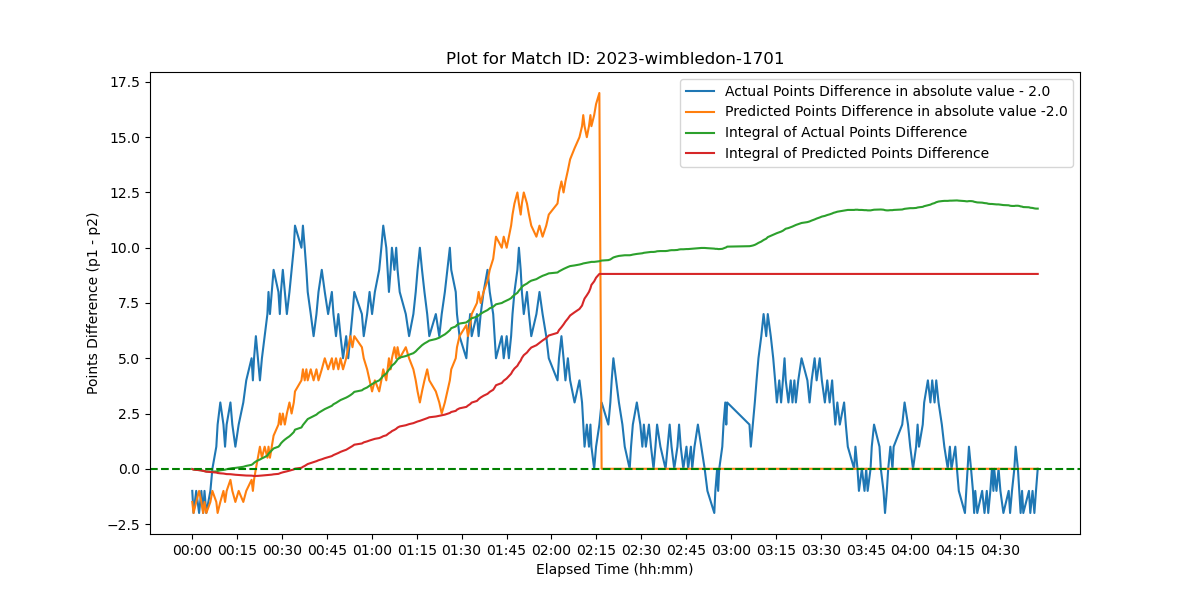 Plot for Match ID: 2023-wimbledon-1701
Actual Points Difference in absolute value - 2.0
Predicted Points Difference in absolute value -2.0
Integral of Actual Points Difference
Integral of Predicted Points Difference
Points Difference (p1 - p2)
17.5
15.0
12.5
10.0
7.5
5.0
2.5
0.0
−2.5
00:00 00:15 00:30 00:45 01:00 01:15 01:30 01:45 02:00 02:15 02:30 02:45 03:00 03:15 03:30 03:45 04:00 04:15 04:30
Elapsed Time (hh:mm)